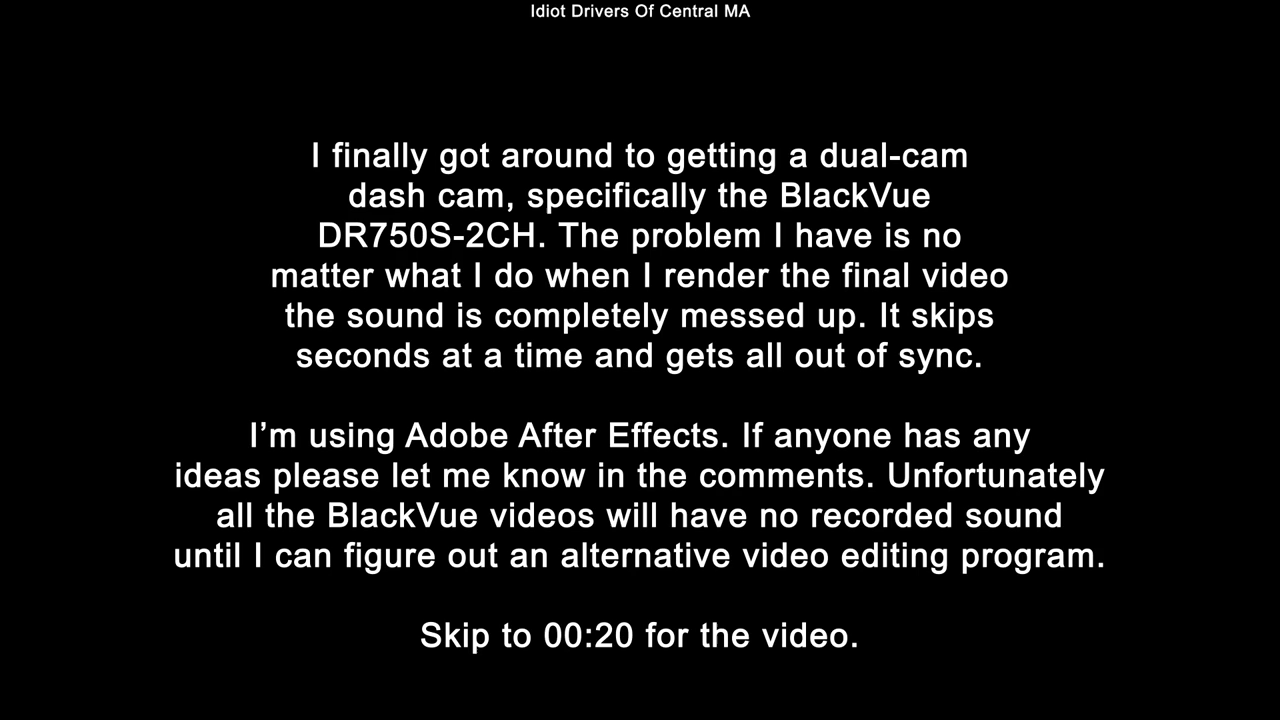 Idiot Drivers Of Central MA
I finally got around to getting a dual-cam
dash cam, specifically the BlackVue
DR750S-2CH. The problem I have is no
matter what I do when I render the final video
the sound is completely messed up. It skips
seconds at a time and gets all out of sync.
I’m using Adobe After Effects. If anyone has any
ideas please let me know in the comments. Unfortunately
all the BlackVue videos will have no recorded sound
until I can figure out an alternative video editing program.
Skip to 00:20 for the video.